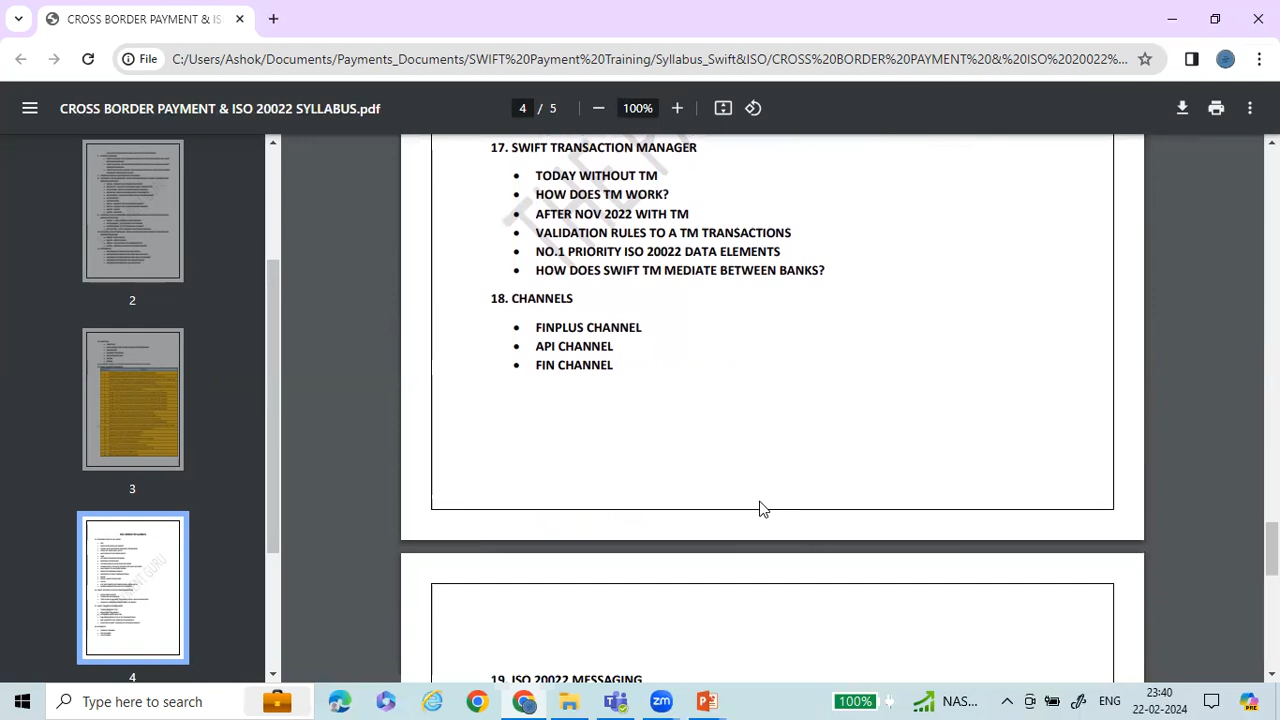 CROSS BORDER PAYMENT & IS
File
C:/Users/Ashok/Documents/Payments_Documents/SWIFT%20Payment%20Training/Syllabus_Swift&ISO/CROSS%20BORDER%20PAYMENT%20&%20ISO%2020022%...
CROSS BORDER PAYMENT & ISO 20022 SYLLABUS.pdf
4 / 5
100%
17. SWIFT TRANSACTION MANAGER
• TODAY WITHOUT TM
• HOW DOES TM WORK?
• AFTER NOV 2022 WITH TM
• VALIDATION RULES TO A TM TRANSACTIONS
• NO.1 PRIORITY ISO 20022 DATA ELEMENTS
• HOW DOES SWIFT TM MEDIATE BETWEEN BANKS?
18. CHANNELS
• FINPLUS CHANNEL
• API CHANNEL
• FIN CHANNEL
19. ISO 20022 MESSAGING
2
3
4
Type here to search
100%
NAS...
ENG
23:40
22-02-2024